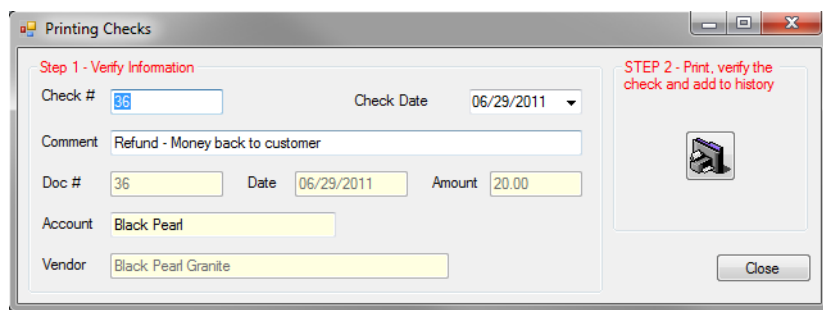 Printing Checks
Step 1 - Verify Information
STEP 2 - Print, verify the
check and add to history
Check # 36 Check Date 06/29/2011
Comment Refund - Money back to customer
Doc # 36 Date 06/29/2011 Amount 20.00
Account Black Pearl
Vendor Black Pearl Granite
Close